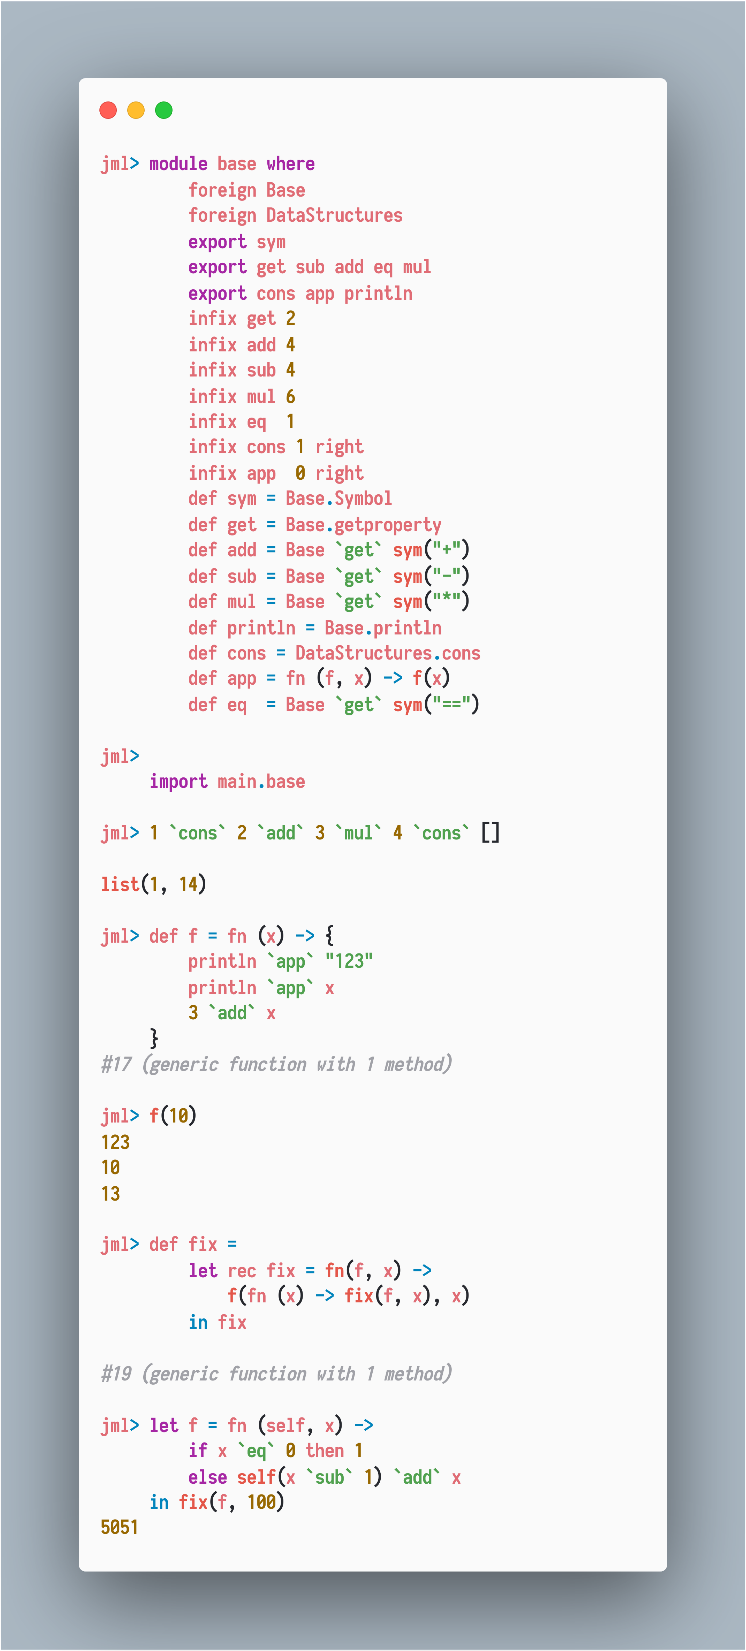 jml> module base where
         foreign Base
         foreign DataStructures
         export sym
         export get sub add eq mul
         export cons app println
         infix get 2
         infix add 4
         infix sub 4
         infix mul 6
         infix eq  1
         infix cons 1 right
         infix app  0 right
         def sym = Base.Symbol
         def get = Base.getproperty
         def add = Base `get` sym("+")
         def sub = Base `get` sym("-")
         def mul = Base `get` sym("*")
         def println = Base.println
         def cons = DataStructures.cons
         def app = fn (f, x) -> f(x)
         def eq  = Base `get` sym("==")

jml>
     import main.base

jml> 1 `cons` 2 `add` 3 `mul` 4 `cons` []

list(1, 14)

jml> def f = fn (x) -> {
         println `app` "123"
         println `app` x
         3 `add` x
     }
#17 (generic function with 1 method)

jml> f(10)
123
10
13

jml> def fix =
         let rec fix = fn(f, x) ->
             f(fn (x) -> fix(f, x), x)
         in fix

#19 (generic function with 1 method)

jml> let f = fn (self, x) ->
         if x `eq` 0 then 1
         else self(x `sub` 1) `add` x
     in fix(f, 100)
5051